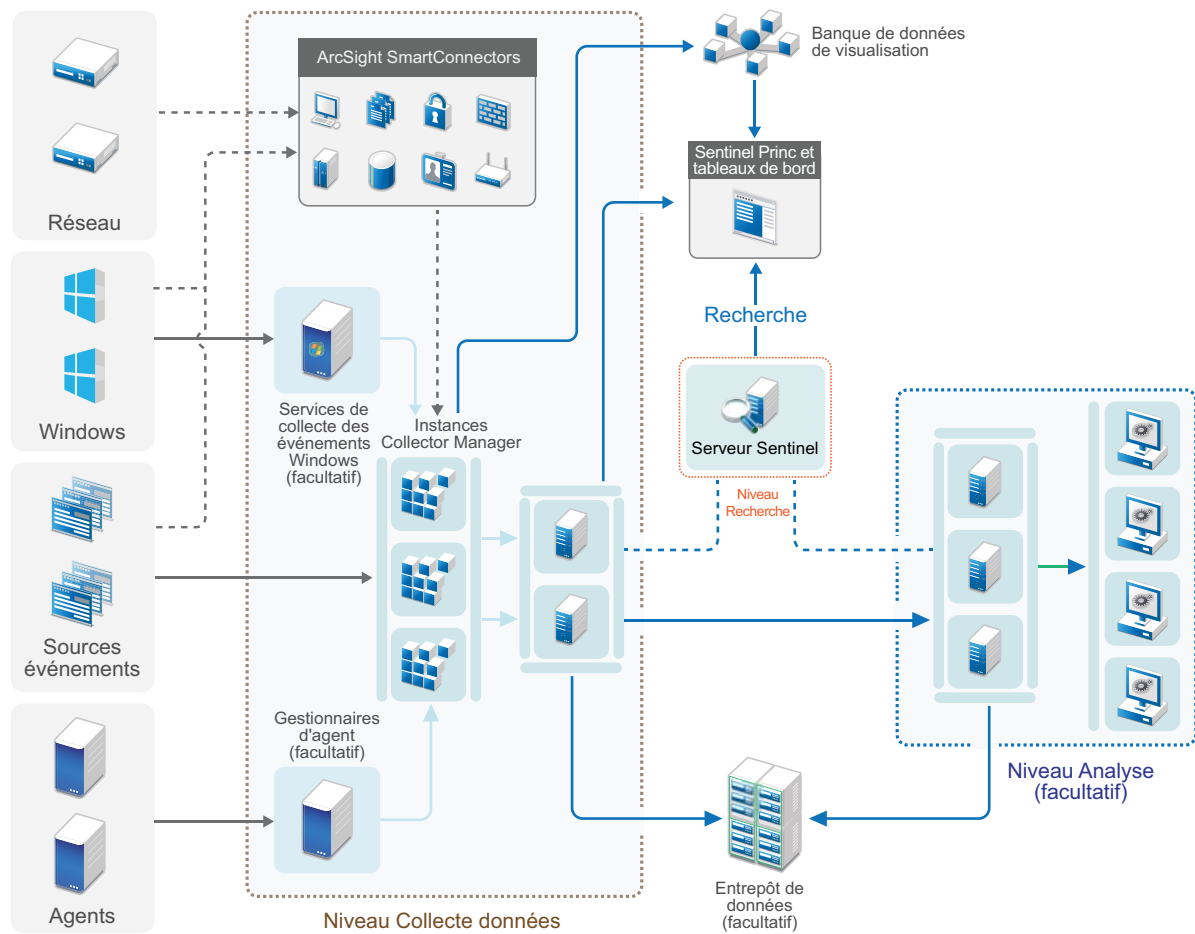 ArcSight SmartConnectors
Banque de données
de visualisation
Sentinel Princ et
tableaux de bord
Réseau
Recherche
Windows
Services de
collecte des
événements
Windows
(facultatif)
Instances
Collector Manager
Serveur Sentinel
Niveau
Recherche
Sources
événements
Gestionnaires
d'agent
(facultatif)
Niveau Analyse
(facultatif)
Agents
Entrepôt de
données
(facultatif)
Niveau Collecte données